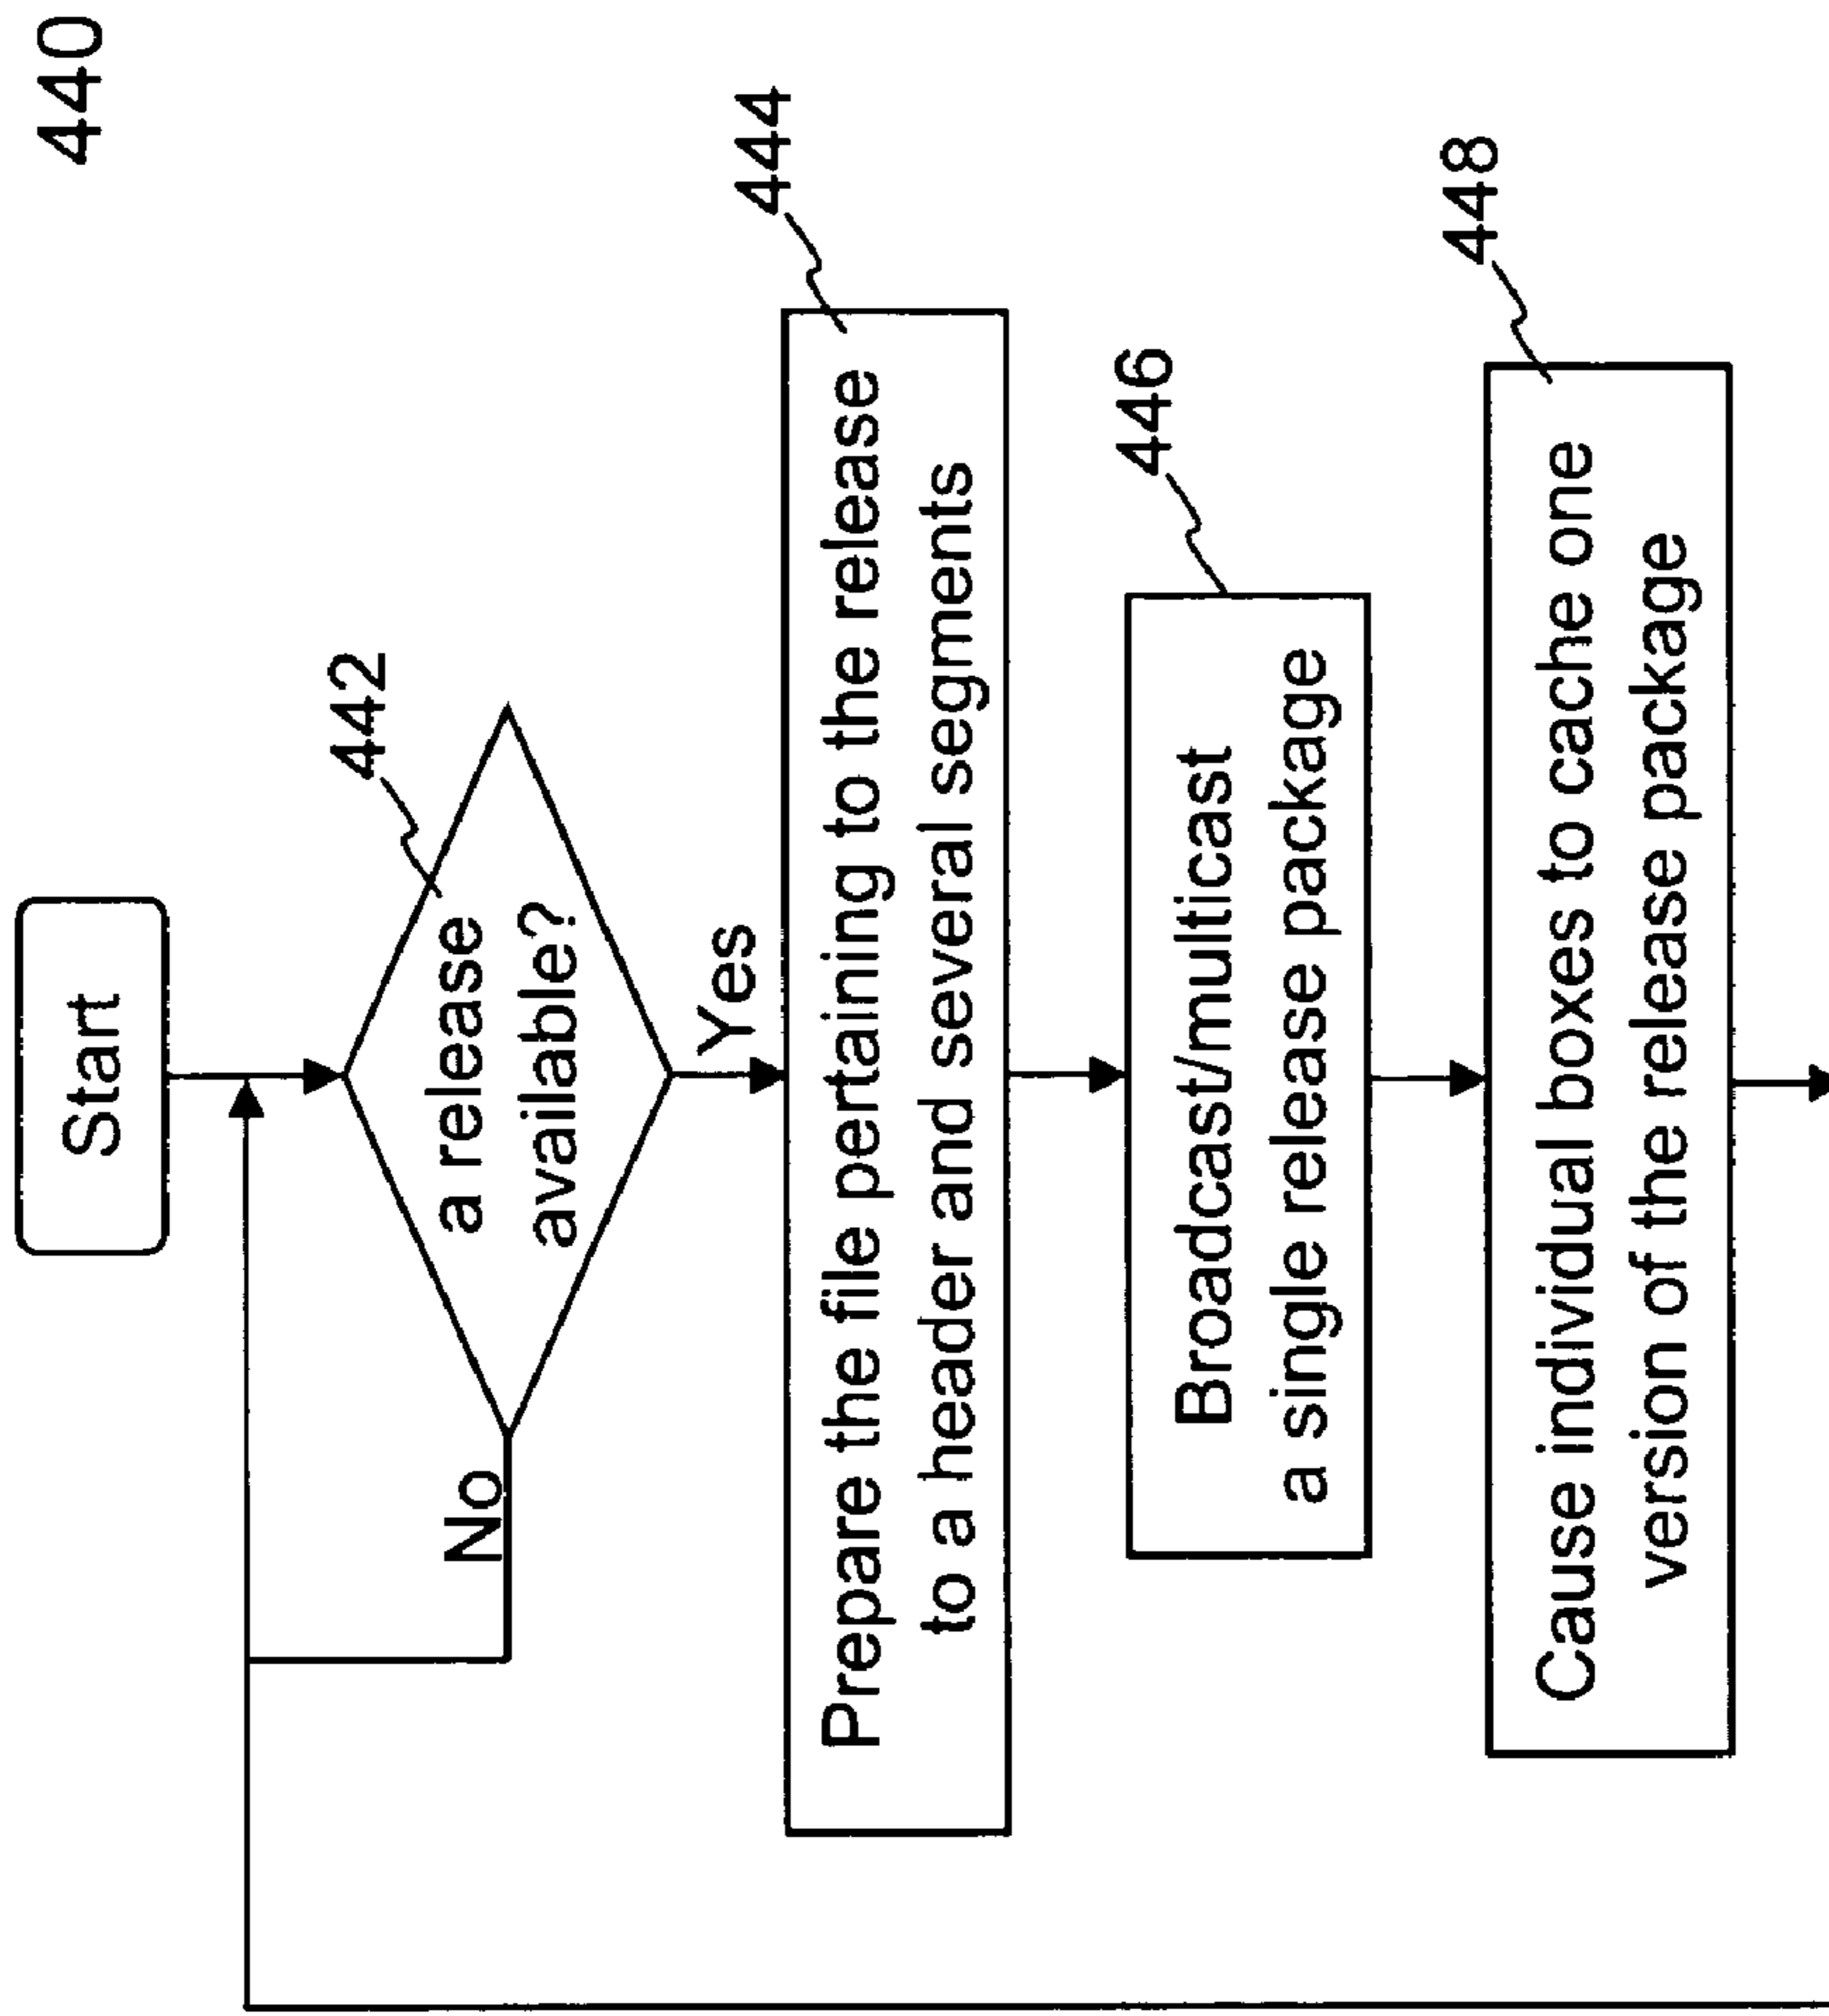 440
Start
442
a release
available?
No
Yes
444
Prepare the file pertaining to the release
to a header and several segments
446
Broadcast/multicast
a single release package
448
Cause individual boxes to cache one
version of the release package